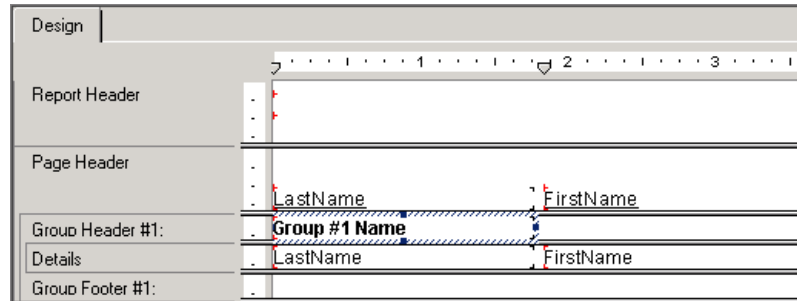 Design
1 2 3
Report Header
Page Header
LastName FirstName
Group Header #1: Group #1 Name
Details LastName FirstName
Group Footer #1: